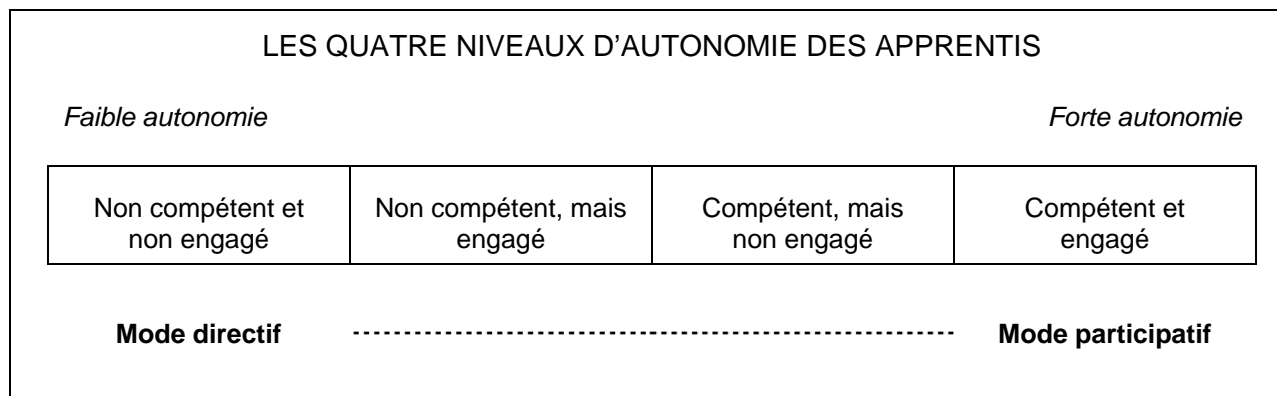 LES QUATRE NIVEAUX D'AUTONOMIE DES APPRENTIS
Faible autonomie
Forte autonomie
Non compétent et
non engagé
Non compétent, mais
engagé
Compétent, mais
non engagé
Compétent et
engagé
Mode directif
Mode participatif